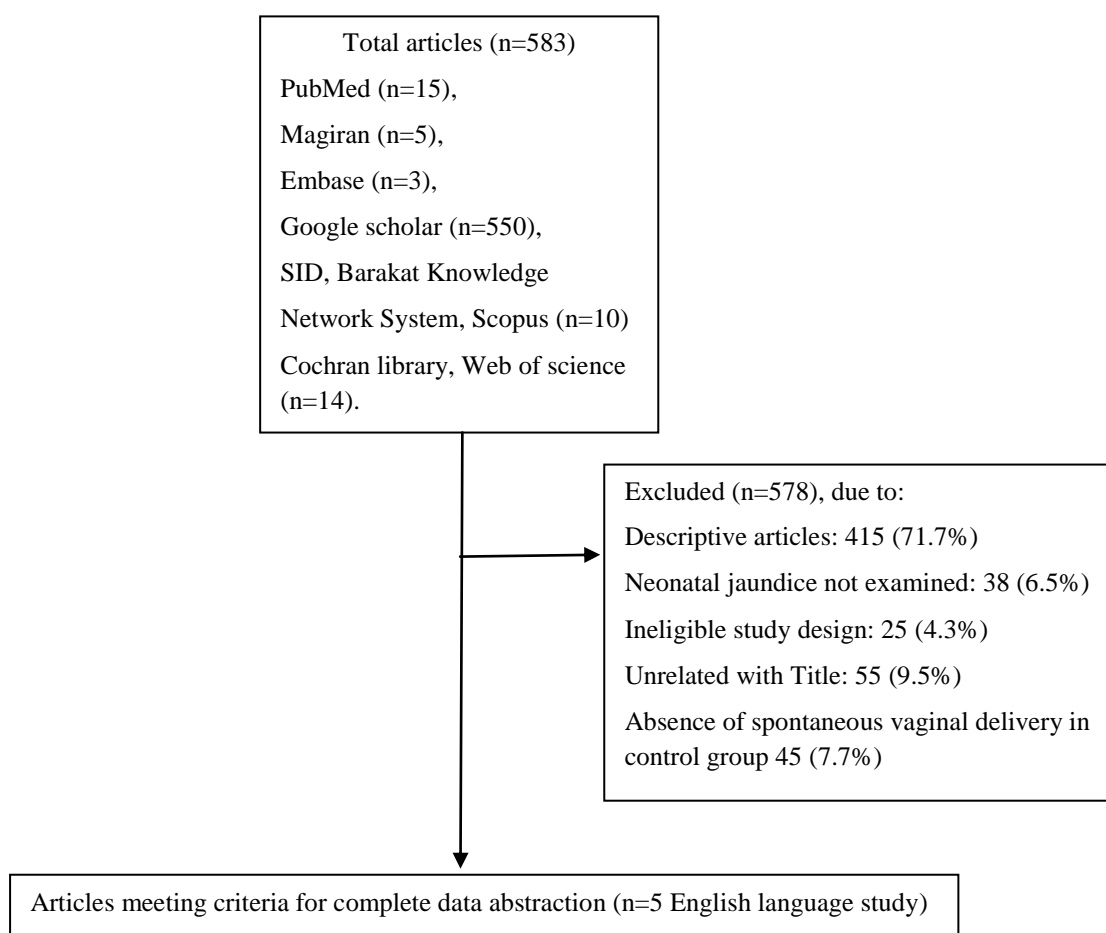 Total articles (n=583)
PubMed (n=15),
Magiran (n=5),
Embase (n=3),
Google scholar (n=550),
SID, Barakat Knowledge
Network System, Scopus (n=10)
Cochran library, Web of science
(n=14).
Excluded (n=578), due to:
Descriptive articles: 415 (71.7%)
Neonatal jaundice not examined: 38 (6.5%)
Ineligible study design: 25 (4.3%)
Unrelated with Title: 55 (9.5%)
Absence of spontaneous vaginal delivery in
control group 45 (7.7%)
Articles meeting criteria for complete data abstraction (n=5 English language study)